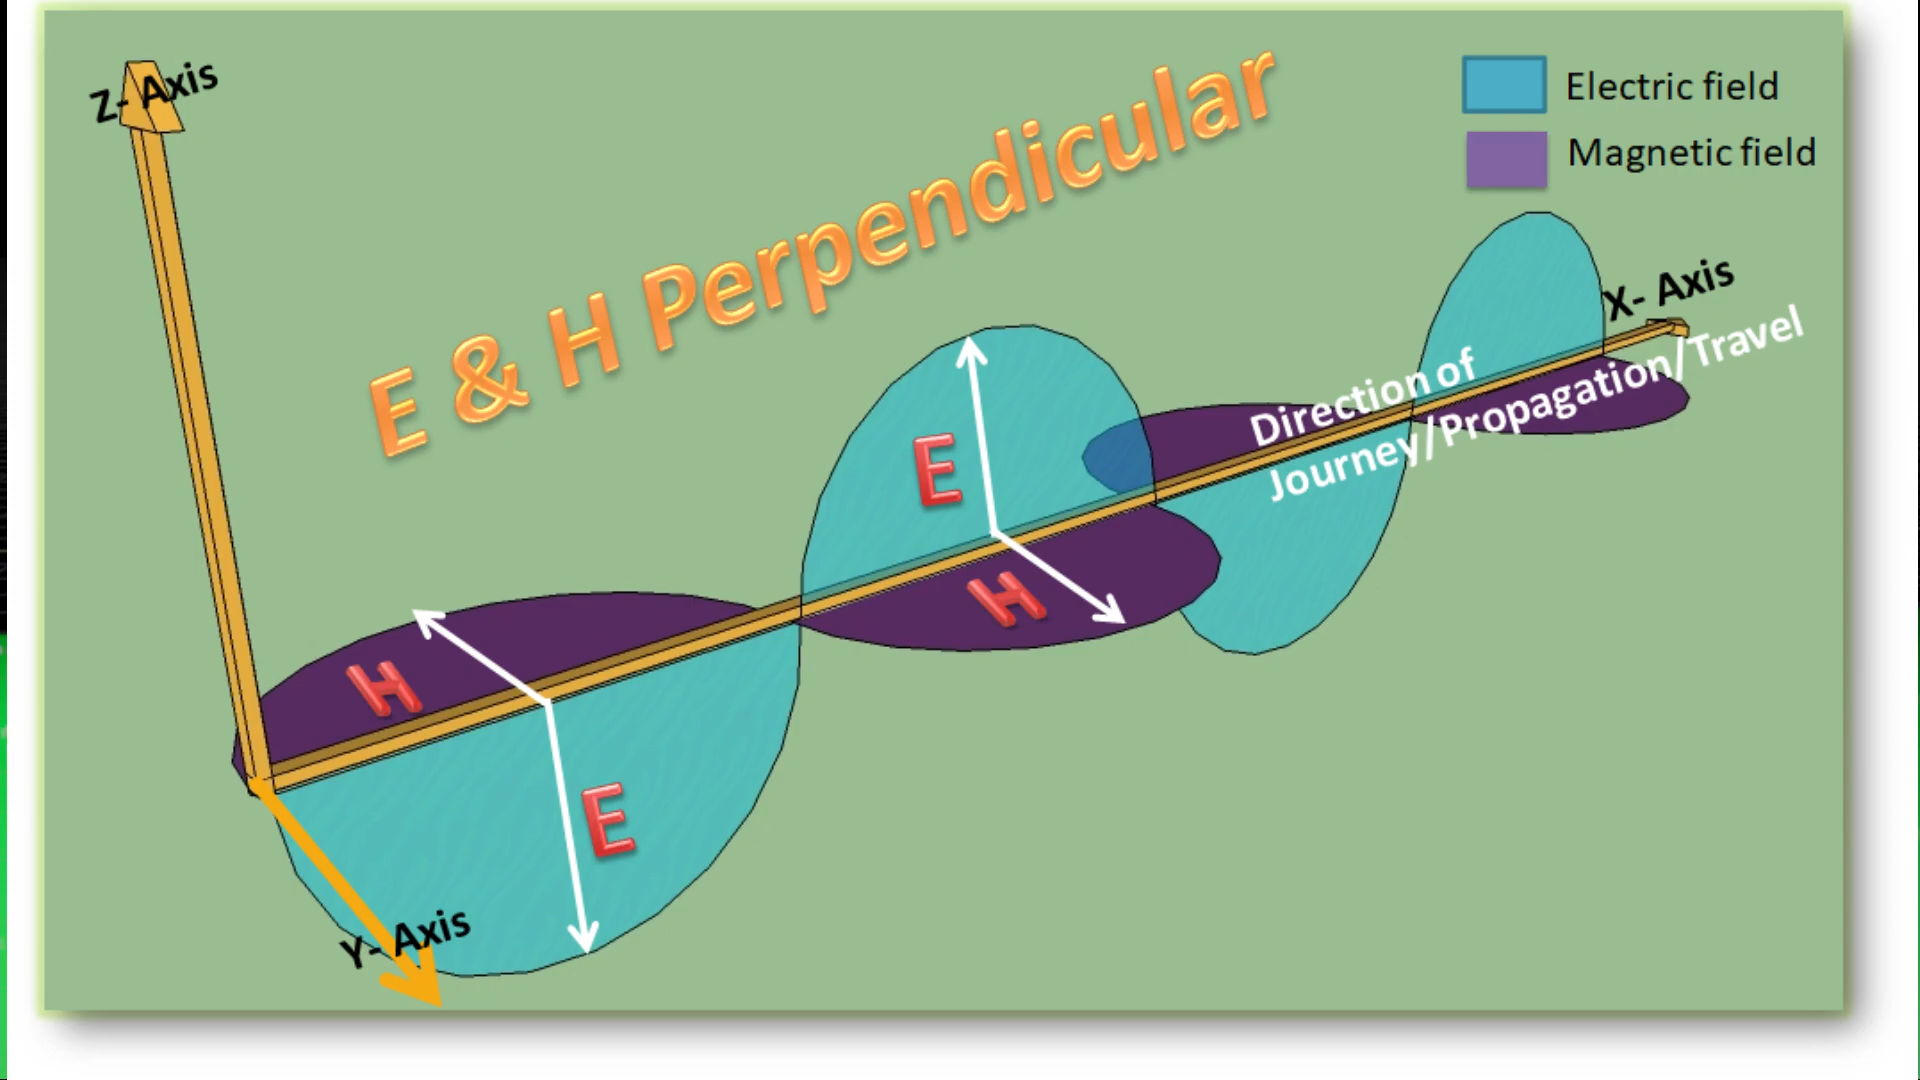 Z- Axis
E & H Perpendicular
Electric field
Magnetic field
X- Axis
Direction of
Journey/Propagation/Travel
E
H
H
E
Y- Axis